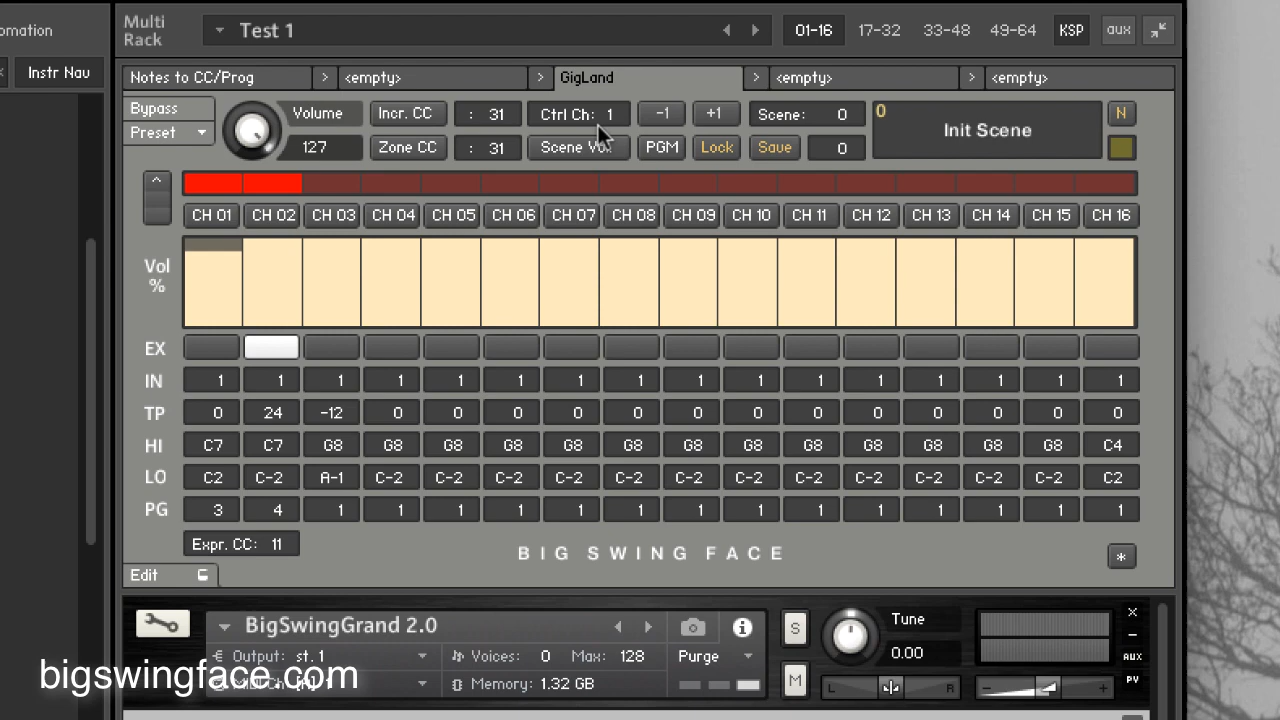 omation
Multi
Rack
Test 1
01-16 17-32 33-48 49-64 KSP aux
Instr Nav
Notes to CC/Prog > <empty> > GigLand > <empty> > <empty>
Bypass
Preset
Volume
127
Incr. CC : 31 Ctrl Ch: 1 -1 +1 Scene: 0
Zone CC : 31 Scene PGM Lock Save 0
0
Init Scene
N
CH 01 CH 02 CH 03 CH 04 CH 05 CH 06 CH 07 CH 08 CH 09 CH 10 CH 11 CH 12 CH 13 CH 14 CH 15 CH 16
Vol
%
EX
IN 1 1 1 1 1 1 1 1 1 1 1 1 1 1 1 1
TP 0 24 -12 0 0 0 0 0 0 0 0 0 0 0 0 0
HI C7 C7 G8 G8 G8 G8 G8 G8 G8 G8 G8 G8 G8 G8 G8 C4
LO C2 C-2 A-1 C-2 C-2 C-2 C-2 C-2 C-2 C-2 C-2 C-2 C-2 C-2 C-2 C2
PG 3 4 1 1 1 1 1 1 1 1 1 1 1 1 1 1
Expr. CC: 11
BIG SWING FACE
*
Edit
BigSwingGrand 2.0
Output: st.1
Voices: 0 Max: 128
Purge
Memory: 1.32 GB
S
M
Tune
0.00
L R
- +
×
–
AUX
PV
bigswingface.com